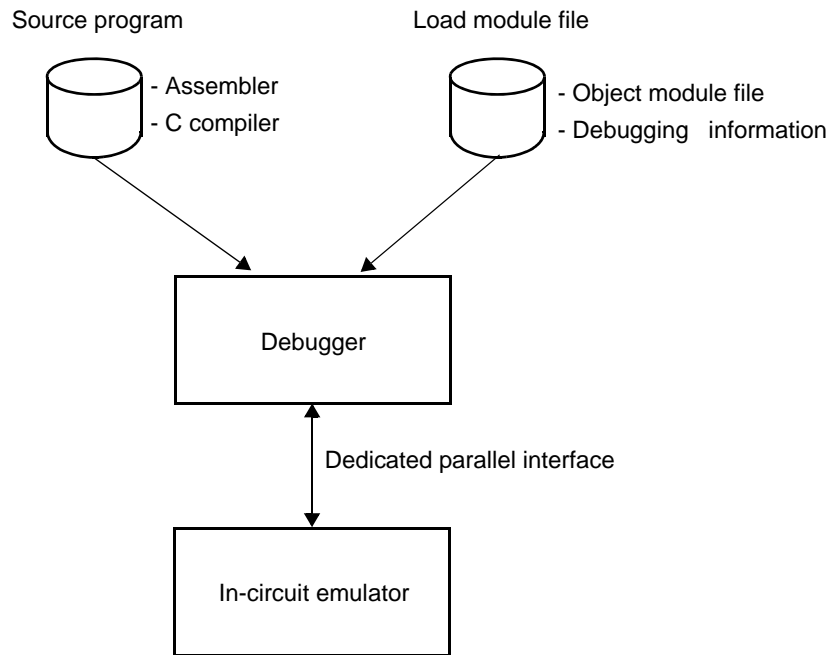 Source program
Load module file
- Assembler
- C compiler
- Object module file
- Debugging information
Debugger
Dedicated parallel interface
In-circuit emulator